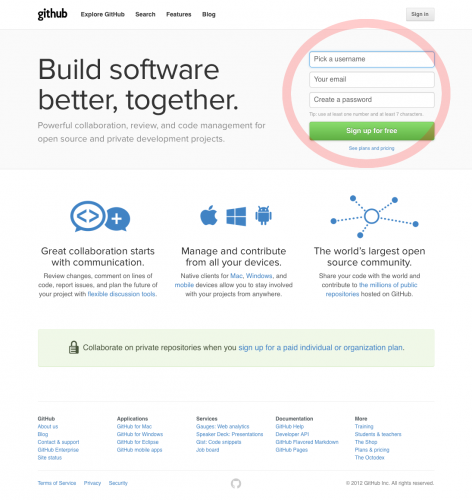 github Explore GitHub Search Features Blog Sign in
Build software
better, together.
Powerful collaboration, review, and code management for
open source and private development projects.
Pick a username
Your email
Create a password
Tip: use at least one number and at least 7 characters.
Sign up for free
See plans and pricing
Great collaboration starts
with communication.
Review changes, comment on lines of
code, report issues, and plan the future of
your project with flexible discussion tools.
Manage and contribute
from all your devices.
Native clients for Mac, Windows, and
mobile devices allow you to stay involved
with your projects from anywhere.
The world's largest open
source community.
Share your code with the world and
contribute to the millions of public
repositories hosted on GitHub.
Collaborate on private repositories when you sign up for a paid individual or organization plan.
GitHub
About us
Blog
Contact & support
GitHub Enterprise
Site status
Applications
GitHub for Mac
GitHub for Windows
GitHub for Eclipse
GitHub mobile apps
Services
Gauges: Web analytics
Speaker Deck: Presentations
Gist: Code snippets
Job board
Documentation
GitHub Help
Developer API
GitHub Flavored Markdown
GitHub Pages
More
Training
Students & teachers
The Shop
Plans & pricing
The Octodex
Terms of Service Privacy Security
© 2012 GitHub Inc. All rights reserved.